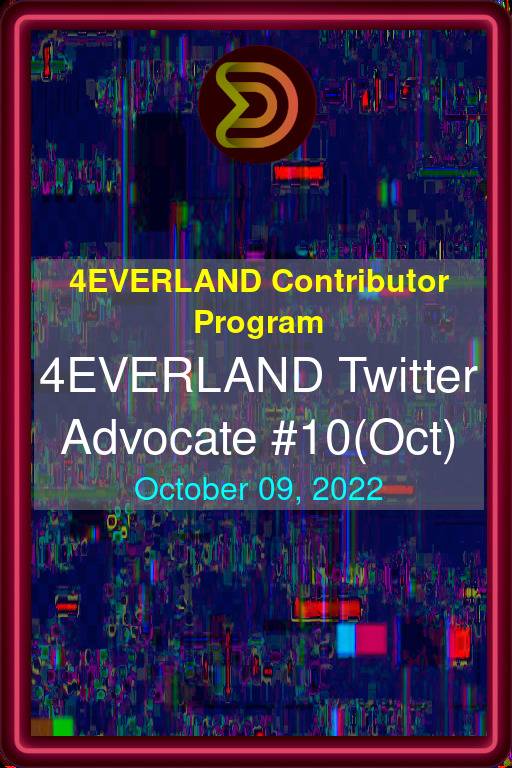 4EVERLAND Contributor
Program
4EVERLAND Twitter
Advocate #10(Oct)
October 09, 2022